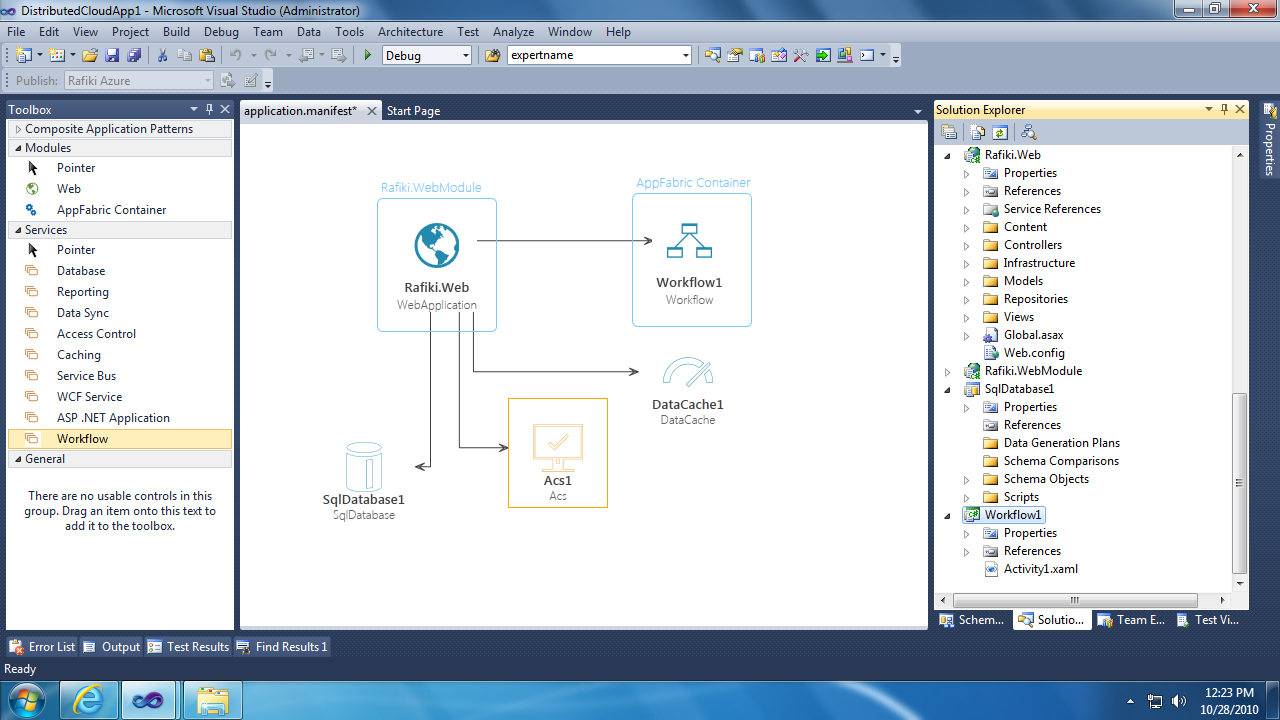 DistributedCloudApp1 - Microsoft Visual Studio (Administrator)
File Edit View Project Build Debug Team Data Tools Architecture Test Analyze Window Help
Debug expertname
Publish: Rafiki Azure
Toolbox
Composite Application Patterns
Modules
Pointer
Web
AppFabric Container
Services
Pointer
Database
Reporting
Data Sync
Access Control
Caching
Service Bus
WCF Service
ASP .NET Application
Workflow
General
There are no usable controls in this
group. Drag an item onto this text to
add it to the toolbox.
application.manifest* Start Page
Rafiki.WebModule
Rafiki.Web
WebApplication
AppFabric Container
Workflow1
Workflow
DataCache1
DataCache
Acs1
Acs
SqlDatabase1
SqlDatabase
Solution Explorer
Rafiki.Web
Properties
References
Service References
Content
Controllers
Infrastructure
Models
Repositories
Views
Global.asax
Web.config
Rafiki.WebModule
SqlDatabase1
Properties
References
Data Generation Plans
Schema Comparisons
Schema Objects
Scripts
Workflow1
Properties
References
Activity1.xaml
Schem... Solutio... Team E... Test Vi...
Properties
Error List Output Test Results Find Results 1
Ready
12:23 PM
10/28/2010